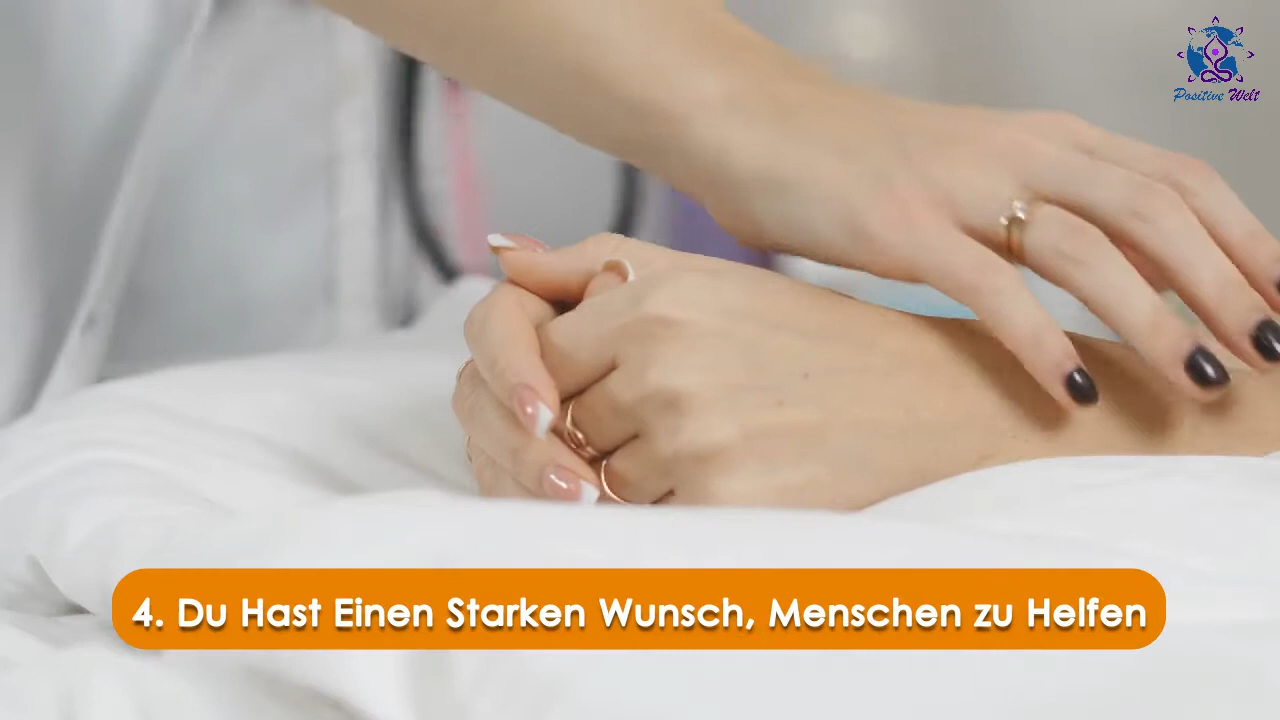 Positive Welt
4. Du Hast Einen Starken Wunsch, Menschen zu Helfen